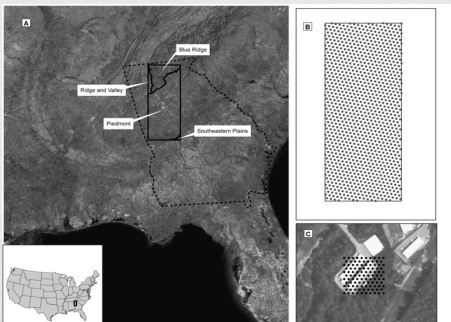 A
Blue Ridge
Ridge and Valley
Piedmont
Southeastern Plains
B
C